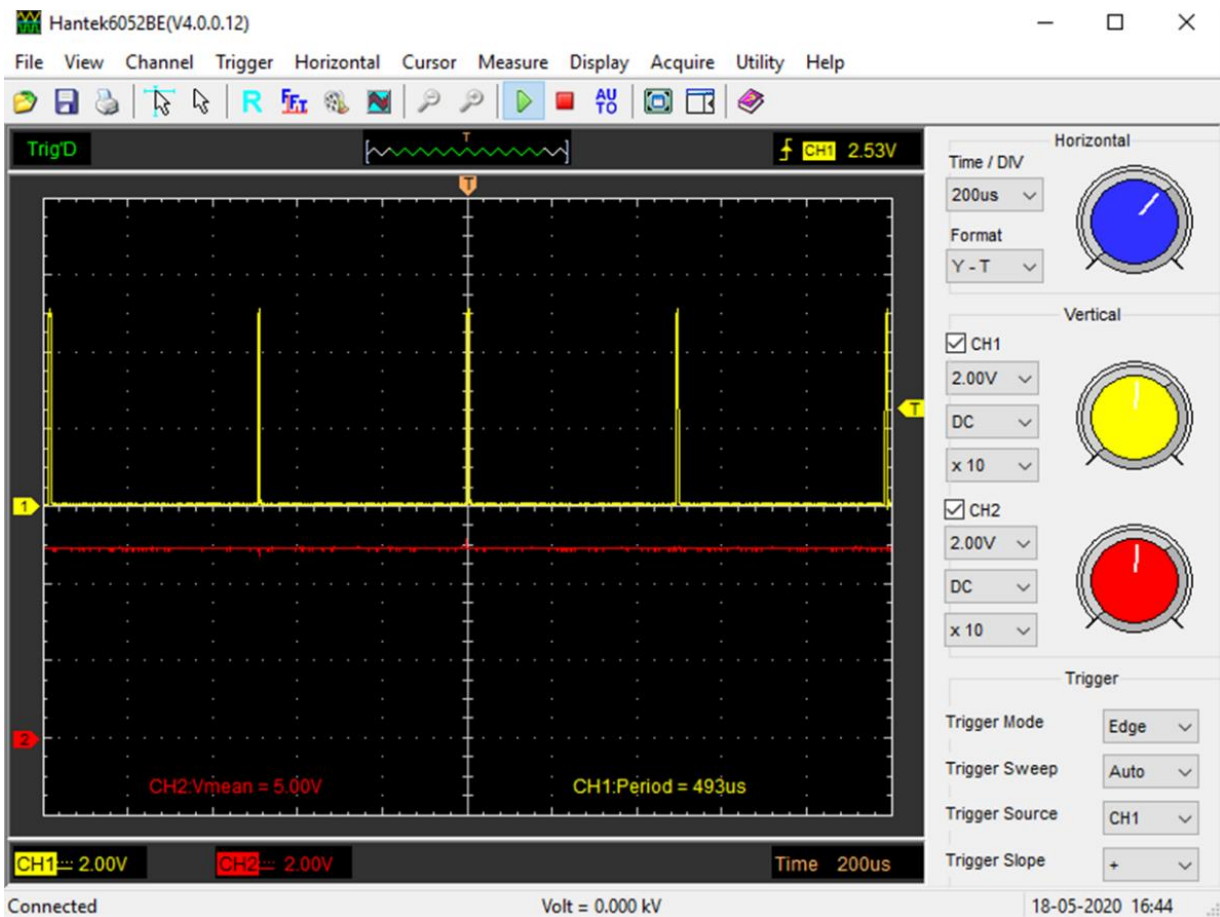 Hantek6052BE(V4.0.0.12)
File View Channel Trigger Horizontal Cursor Measure Display Acquire Utility Help
R FFT AUTO
Trig'D
T
CH1 2.53V
T
T
1
2
CH2:Vmean = 5.00V
CH1:Period = 493us
CH1 2.00V
CH2 2.00V
Time 200us
Horizontal
Time / DIV
200us
Format
Y - T
Vertical
CH1
2.00V
DC
x 10
CH2
2.00V
DC
x 10
Trigger
Trigger Mode Edge
Trigger Sweep Auto
Trigger Source CH1
Trigger Slope +
Connected
Volt = 0.000 kV
18-05-2020 16:44